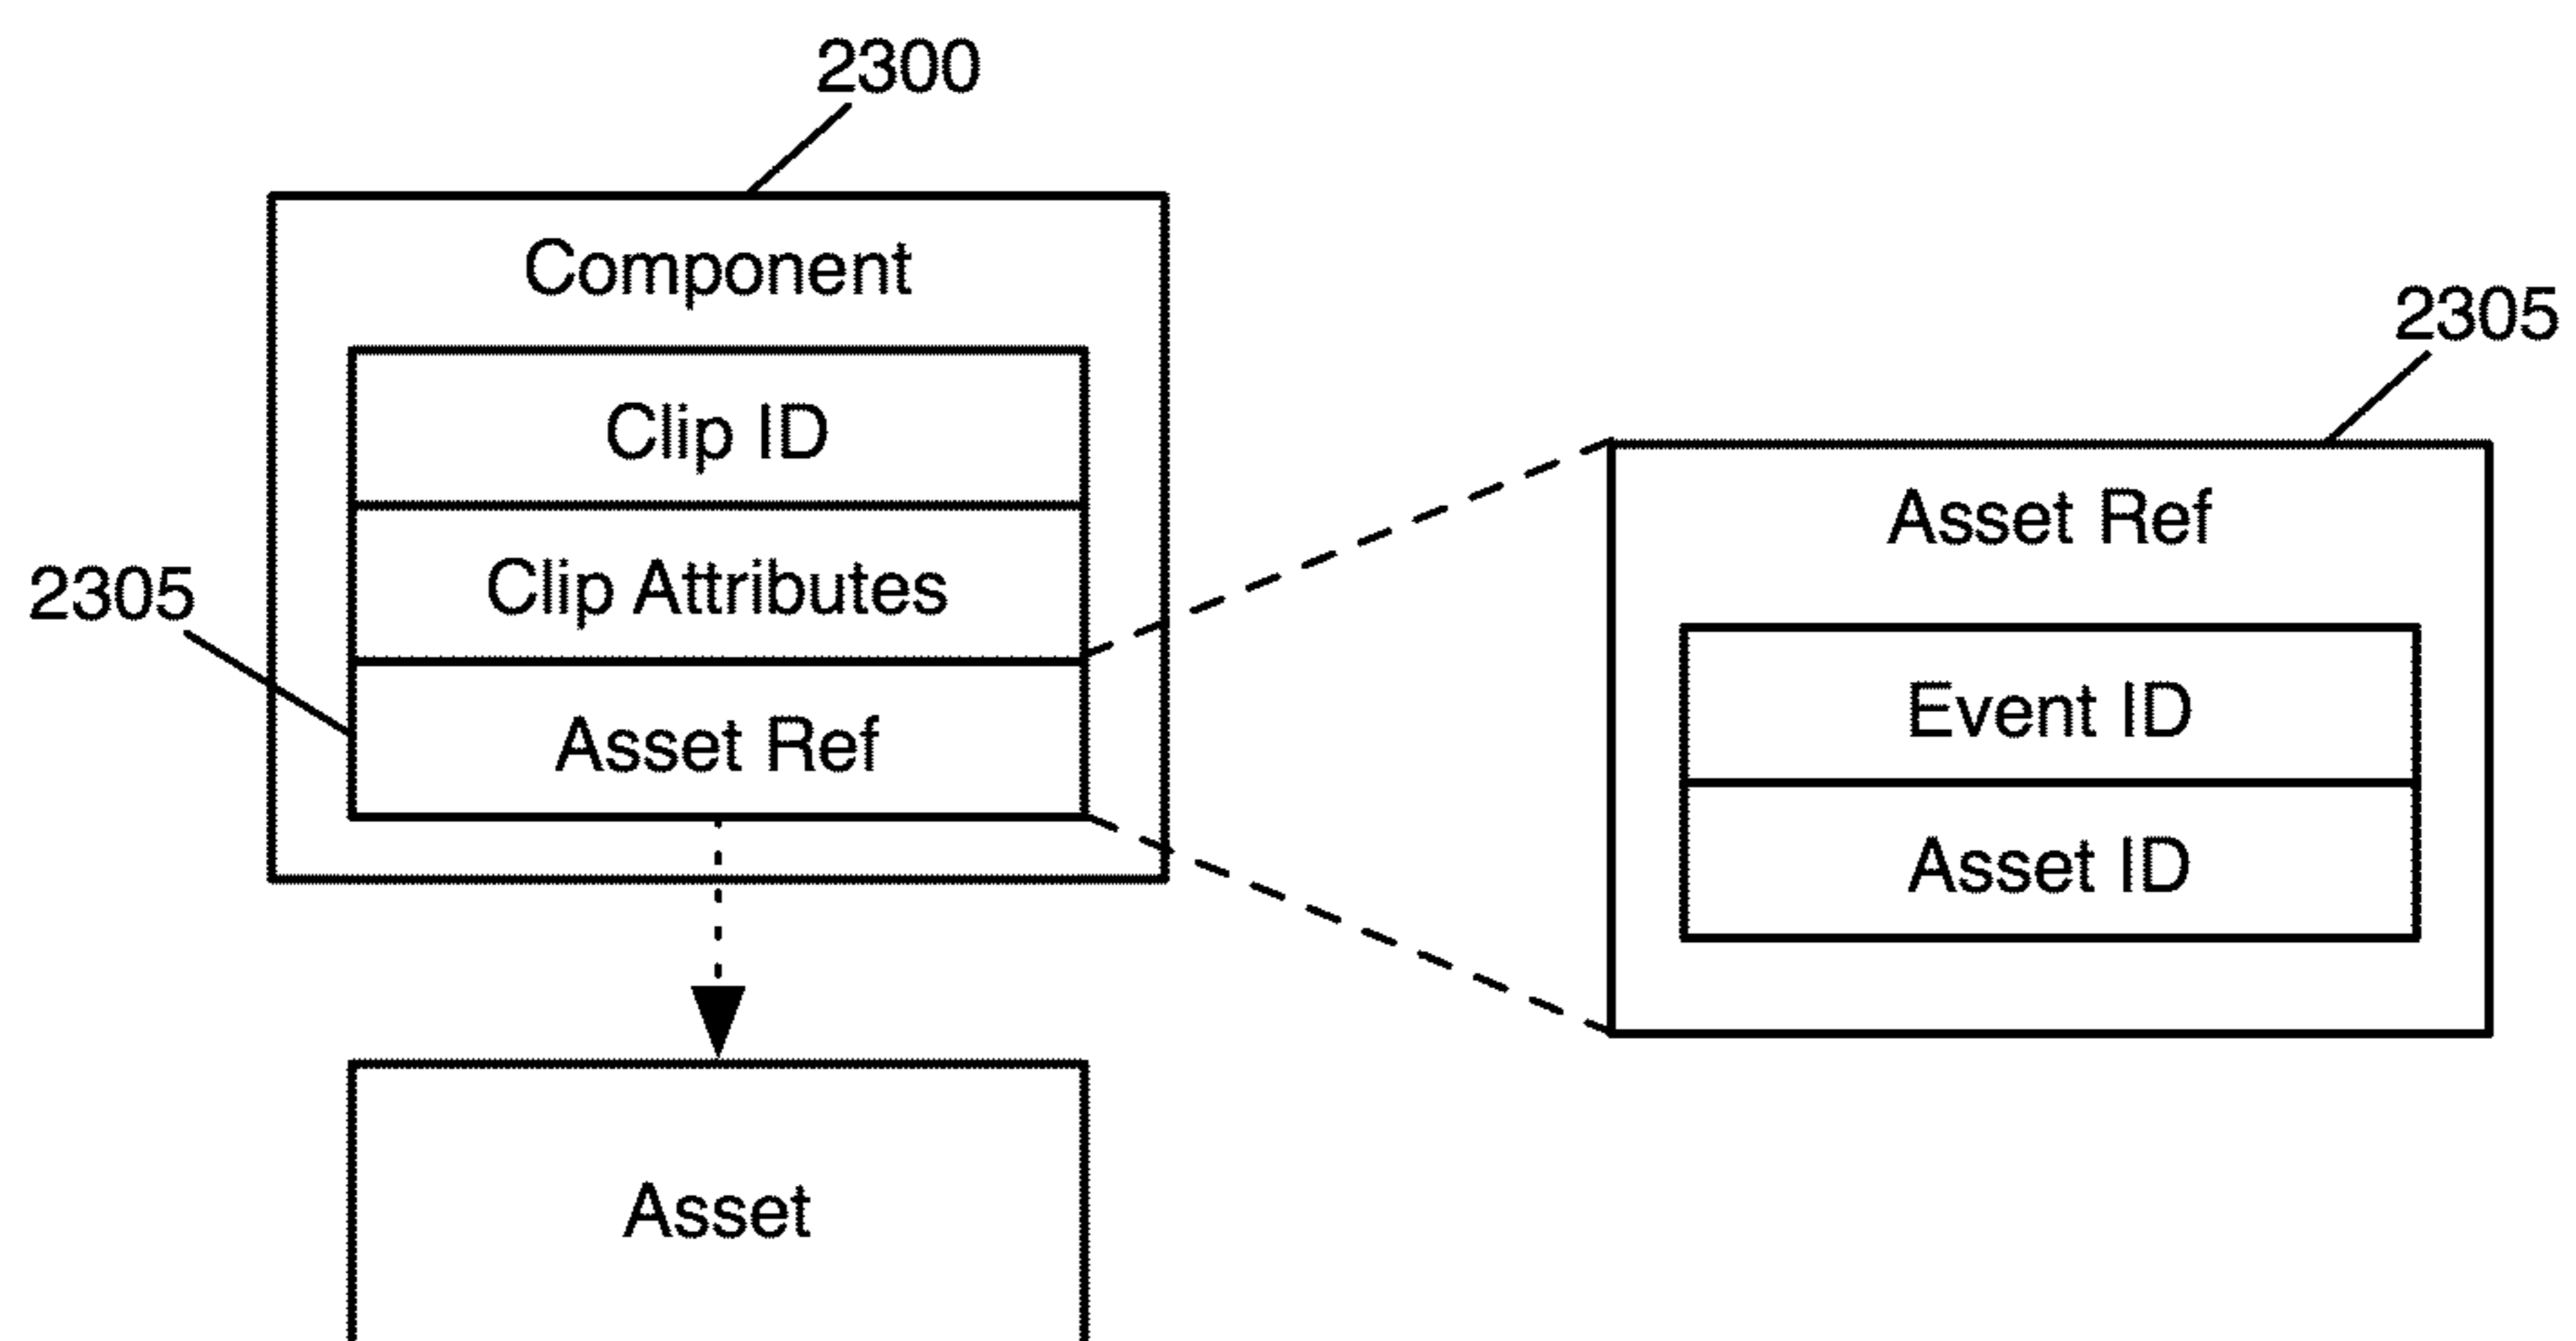 2300
Component
Clip ID
Clip Attributes
2305
Asset Ref
2305
Asset Ref
Event ID
Asset ID
Asset